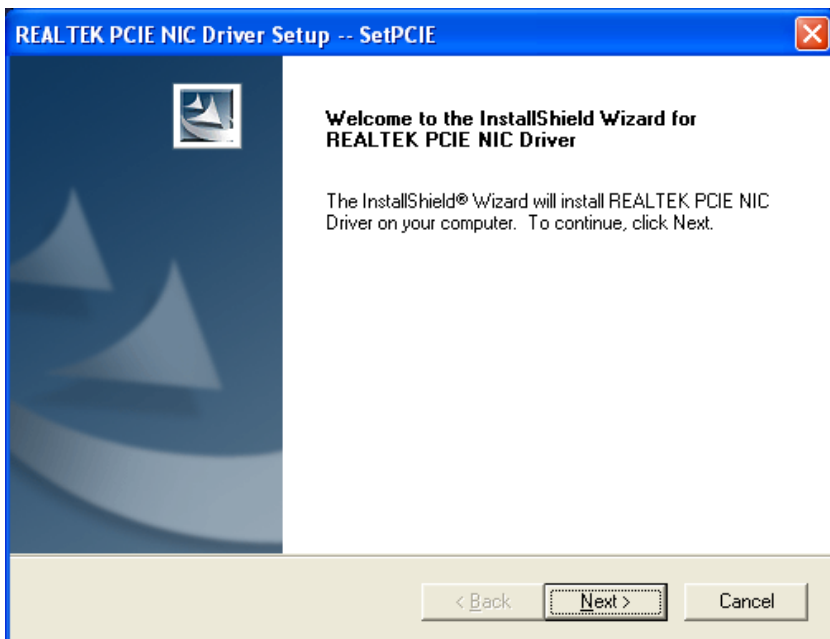 REALTEK PCIE NIC Driver Setup -- SetPCIE
Welcome to the InstallShield Wizard for
REALTEK PCIE NIC Driver
The InstallShield® Wizard will install REALTEK PCIE NIC
Driver on your computer.  To continue, click Next.
< Back
Next >
Cancel